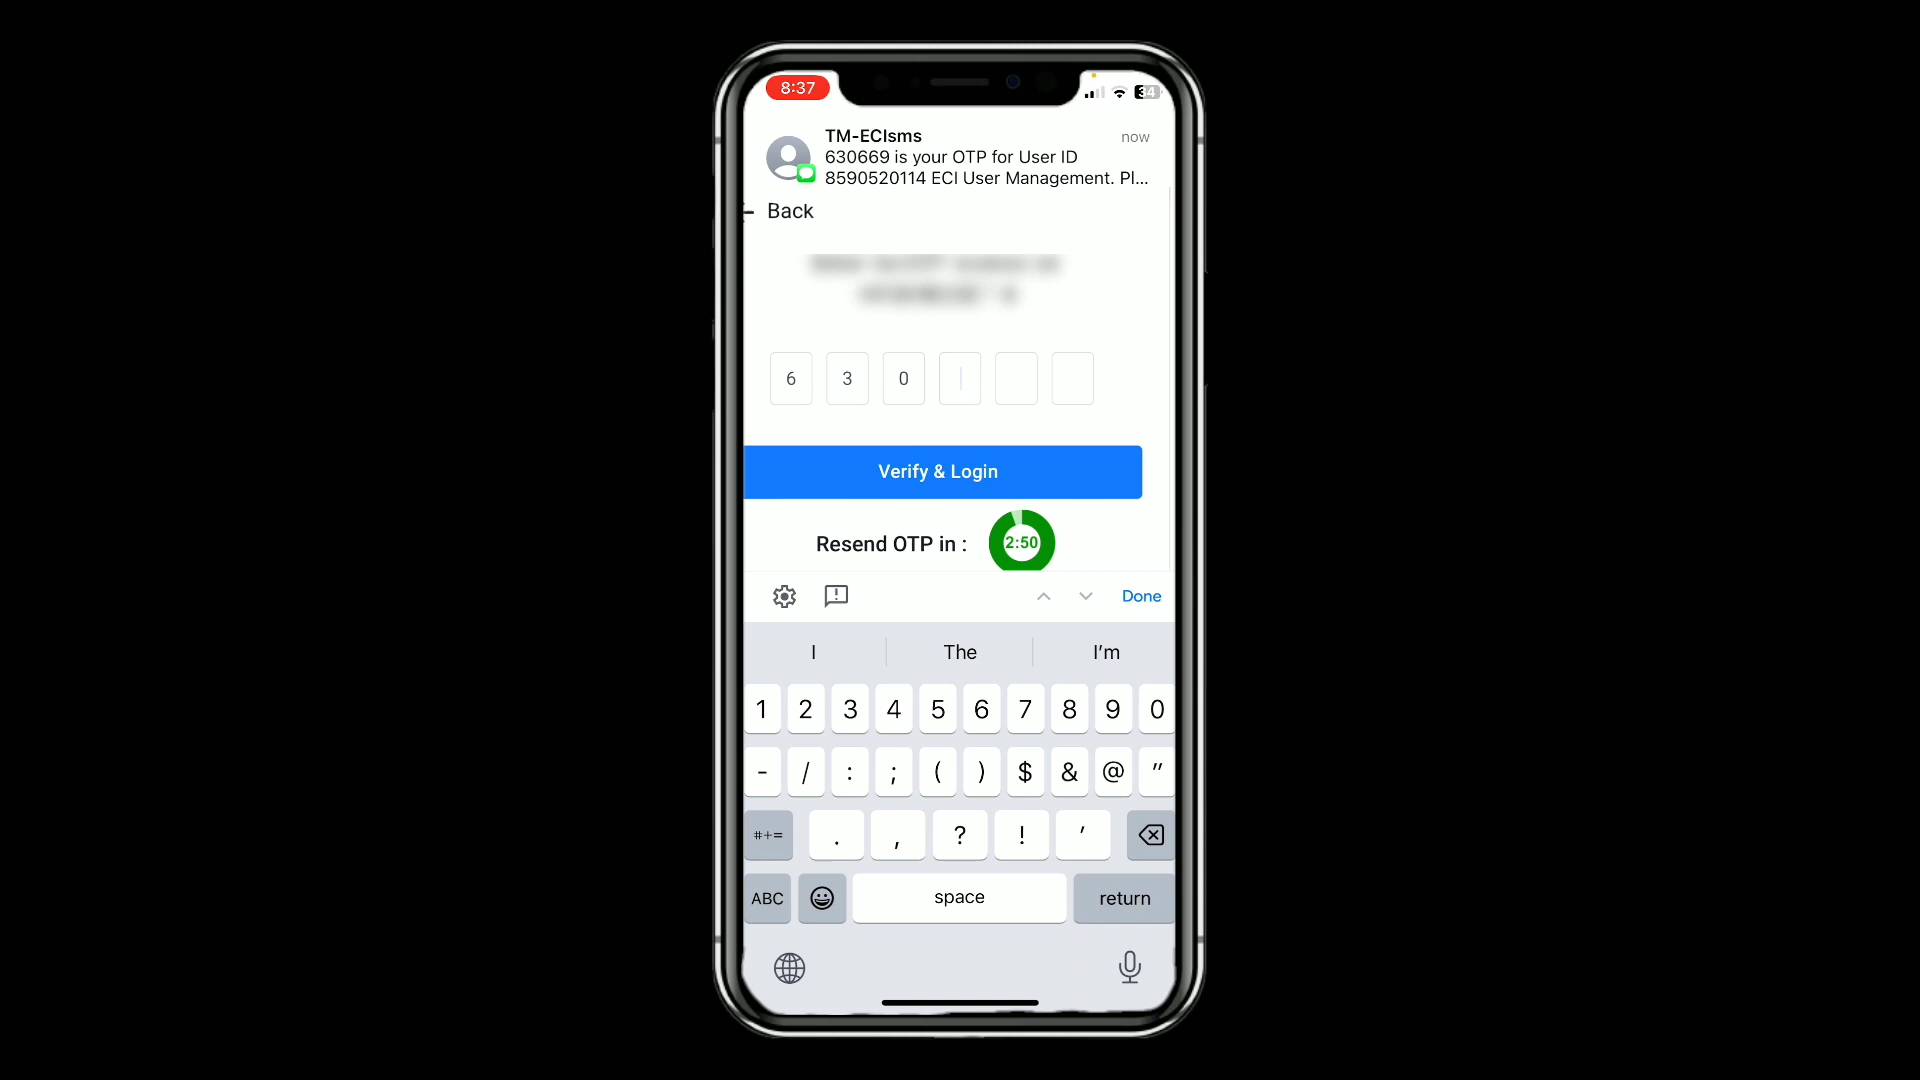 8:37
34
TM-ECIsms
now
630669 is your OTP for User ID
8590520114 ECI User Management. Pl...
Back
6 3 0
Verify & Login
Resend OTP in :
2:50
Done
I The I'm
1 2 3 4 5 6 7 8 9 0
- / : ; ( ) $ & @ "
#+= . , ? ! '
ABC space return